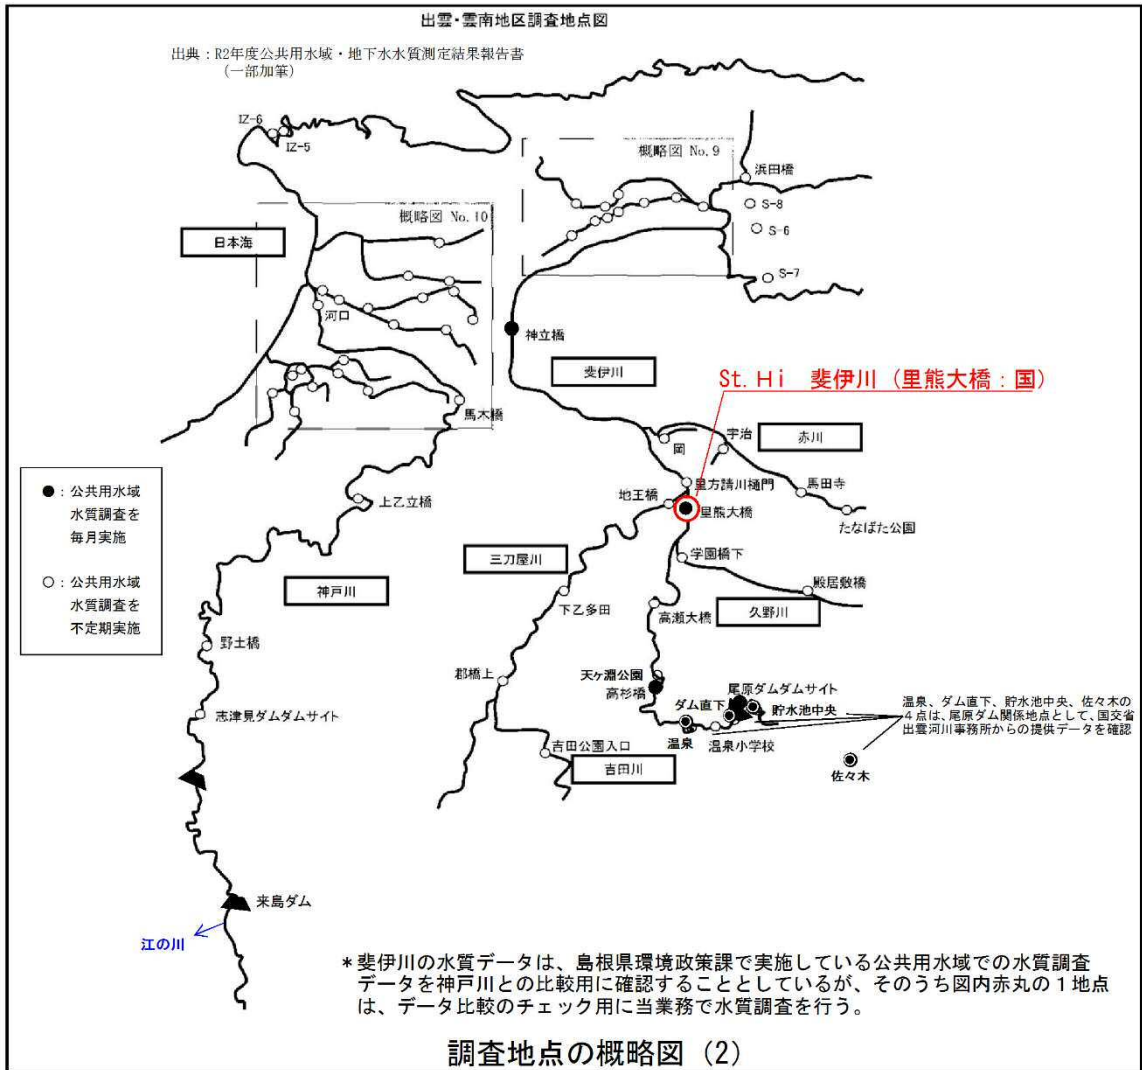 出雲・雲南地区調査地点図
出典：R2年度公共用水域・地下水水質測定結果報告書
（一部加筆）
IZ-6
IZ-5
概略図 No.9
浜田橋
S-8
S-6
S-7
概略図 No.10
日本海
河口
神立橋
斐伊川
St. Hi 斐伊川（里熊大橋：国）
馬木橋
岡
宇治
赤川
里方請川樋門
馬田寺
地王橋
里熊大橋
たなばた公園
●：公共用水域
水質調査を
毎月実施
○：公共用水域
水質調査を
不定期実施
上乙立橋
三刀屋川
学園橋下
神戸川
下乙多田
殿居敷橋
高瀬大橋
久野川
野土橋
郡橋上
天ヶ淵公園
高杉橋
尾原ダムダムサイト
ダム直下
貯水池中央
温泉、ダム直下、貯水池中央、佐々木の
４点は、尾原ダム関係地点として、国交省
出雲河川事務所からの提供データを確認
志津見ダムダムサイト
温泉
温泉小学校
吉田公園入口
吉田川
佐々木
来島ダム
江の川
*斐伊川の水質データは、島根県環境政策課で実施している公共用水域での水質調査
データを神戸川との比較用に確認することとしているが、そのうち図内赤丸の１地点
は、データ比較のチェック用に当業務で水質調査を行う。
調査地点の概略図（2）